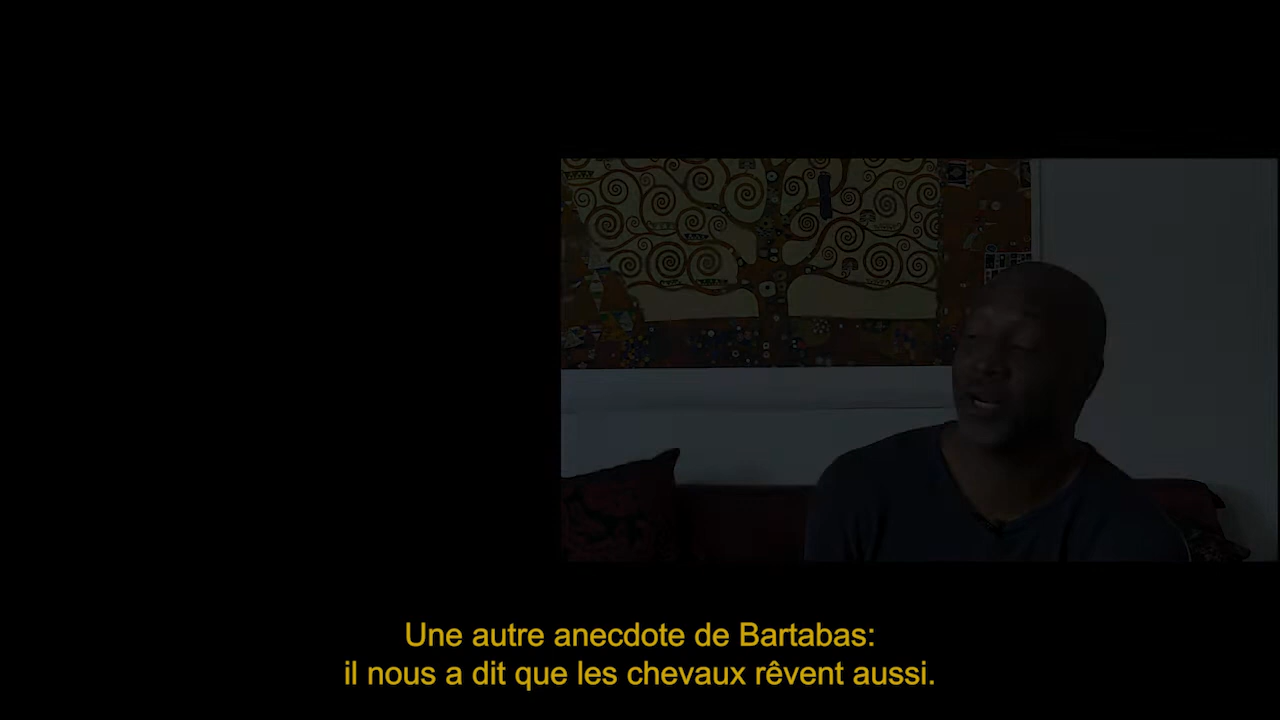 Une autre anecdote de Bartabas:
il nous a dit que les chevaux rêvent aussi.